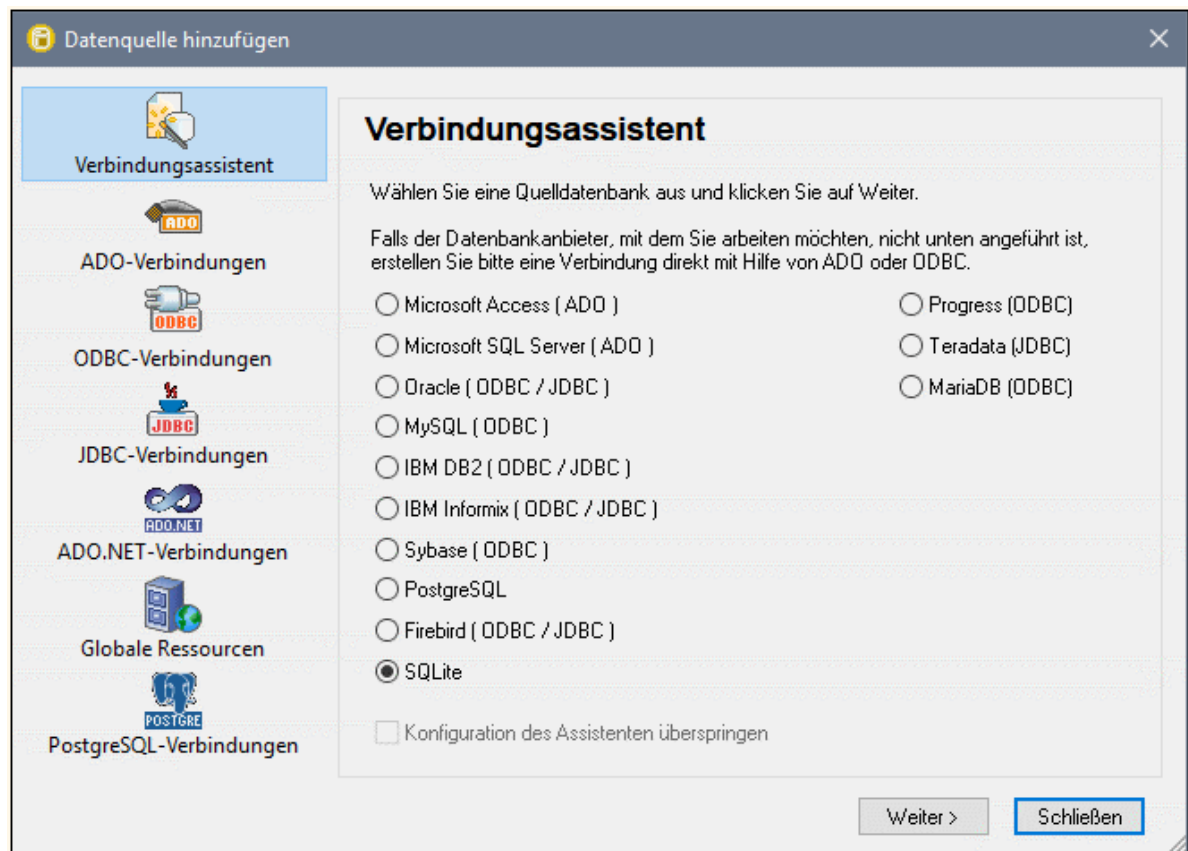 Datenquelle hinzufügen
Verbindungsassistent
ADO
ADO-Verbindungen
ODBC
ODBC-Verbindungen
JDBC
JDBC-Verbindungen
ADO.NET
ADO.NET-Verbindungen
Globale Ressourcen
POSTGRE
PostgreSQL-Verbindungen
Verbindungsassistent
Wählen Sie eine Quelldatenbank aus und klicken Sie auf Weiter.
Falls der Datenbankanbieter, mit dem Sie arbeiten möchten, nicht unten angeführt ist,
erstellen Sie bitte eine Verbindung direkt mit Hilfe von ADO oder ODBC.
Microsoft Access ( ADO )
Microsoft SQL Server ( ADO )
Oracle ( ODBC / JDBC )
MySQL ( ODBC )
IBM DB2 ( ODBC / JDBC )
IBM Informix ( ODBC / JDBC )
Sybase ( ODBC )
PostgreSQL
Firebird ( ODBC / JDBC )
SQLite
Progress (ODBC)
Teradata (JDBC)
MariaDB (ODBC)
Konfiguration des Assistenten überspringen
Weiter >
Schließen